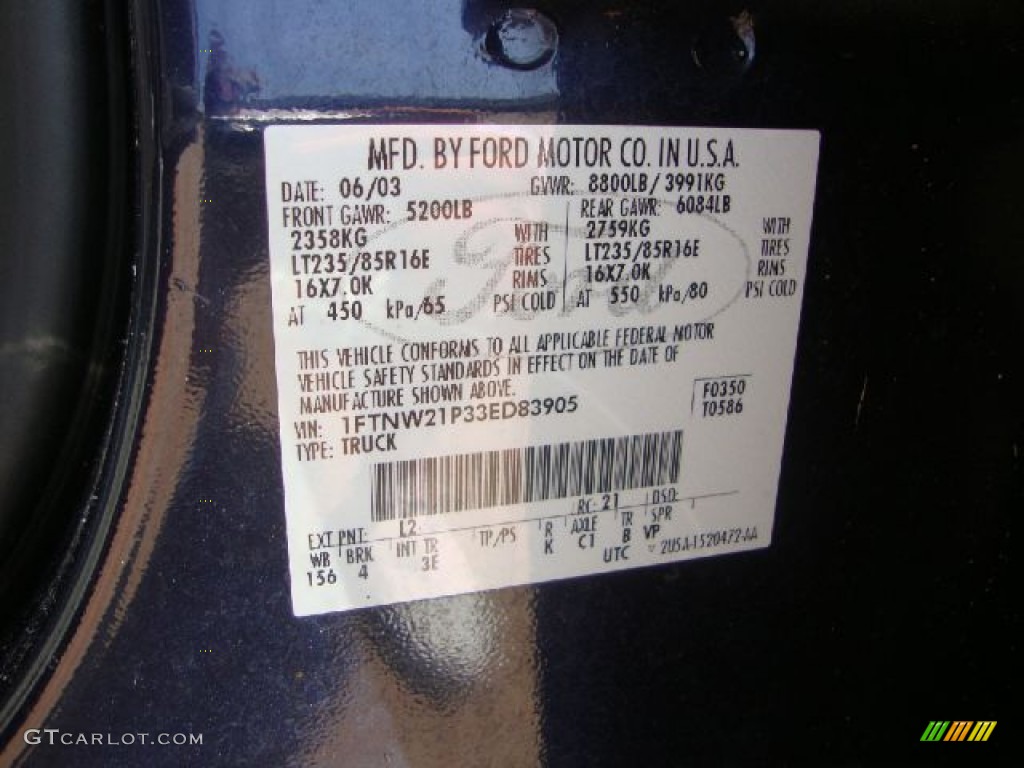 MFD. BY FORD MOTOR CO. IN U.S.A.
DATE: 06/03 GVWR: 8800LB/ 3991KG
FRONT GAWR: 5200LB REAR GAWR: 6084LB
2358KG WITH 2759KG WITH
LT235/85R16E TIRES LT235/85R16E TIRES
16X7.0K RIMS 16X7.0K RIMS
AT 450 kPa/65 PSI COLD AT 550 kPa/80 PSI COLD
Ford
THIS VEHICLE CONFORMS TO ALL APPLICABLE FEDERAL MOTOR
VEHICLE SAFETY STANDARDS IN EFFECT ON THE DATE OF
MANUFACTURE SHOWN ABOVE.
VIN: 1FTNW21P33ED83905 F0350
TYPE: TRUCK T0586
EXT PNT: L2 RC: 21 DSO:
WB BRK INT TR TP/PS R AXLE TR SPR
156 4 3E K C1 B VP
UTC 2U5A-1520472-AA
GTCARLOT.COM